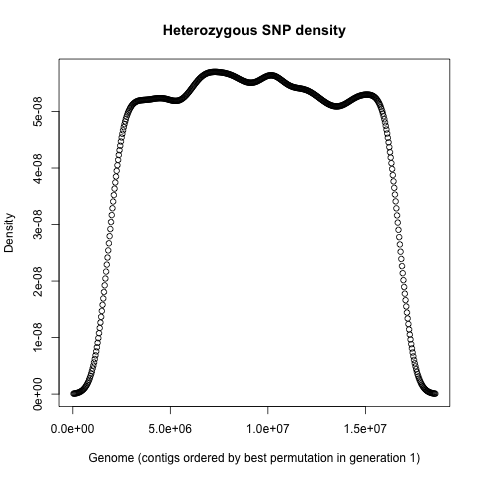 Heterozygous SNP density
5e-08
4e-08
3e-08
2e-08
1e-08
0e+00
Density
0.0e+00 5.0e+06 1.0e+07 1.5e+07
Genome (contigs ordered by best permutation in generation 1)